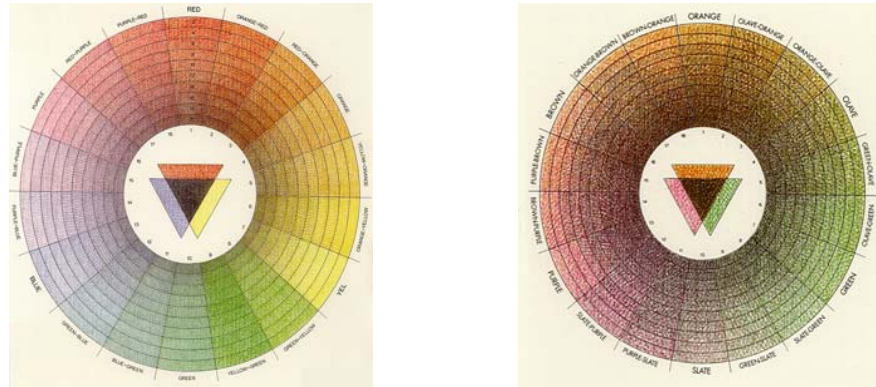 RED
ORANGE-RED
RED-ORANGE
ORANGE
YELLOW-ORANGE
ORANGE-YELLOW
YEL
GREEN-YELLOW
YELLOW-GREEN
GREEN
BLUE-GREEN
GREEN-BLUE
BLUE
PURPLE-BLUE
BLUE-PURPLE
PURPLE
RED-PURPLE
PURPLE-RED
ORANGE
OLAVE-ORANGE
ORANGE-OLAVE
OLAVE
GREEN-OLAVE
OLAVE-GREEN
GREEN
SLATE-GREEN
GREEN-SLATE
SLATE
PURPLE-SLATE
SLATE-PURPLE
PURPLE
BROWN-PURPLE
PURPLE-BROWN
BROWN
ORANGE-BROWN
BROWN-ORANGE